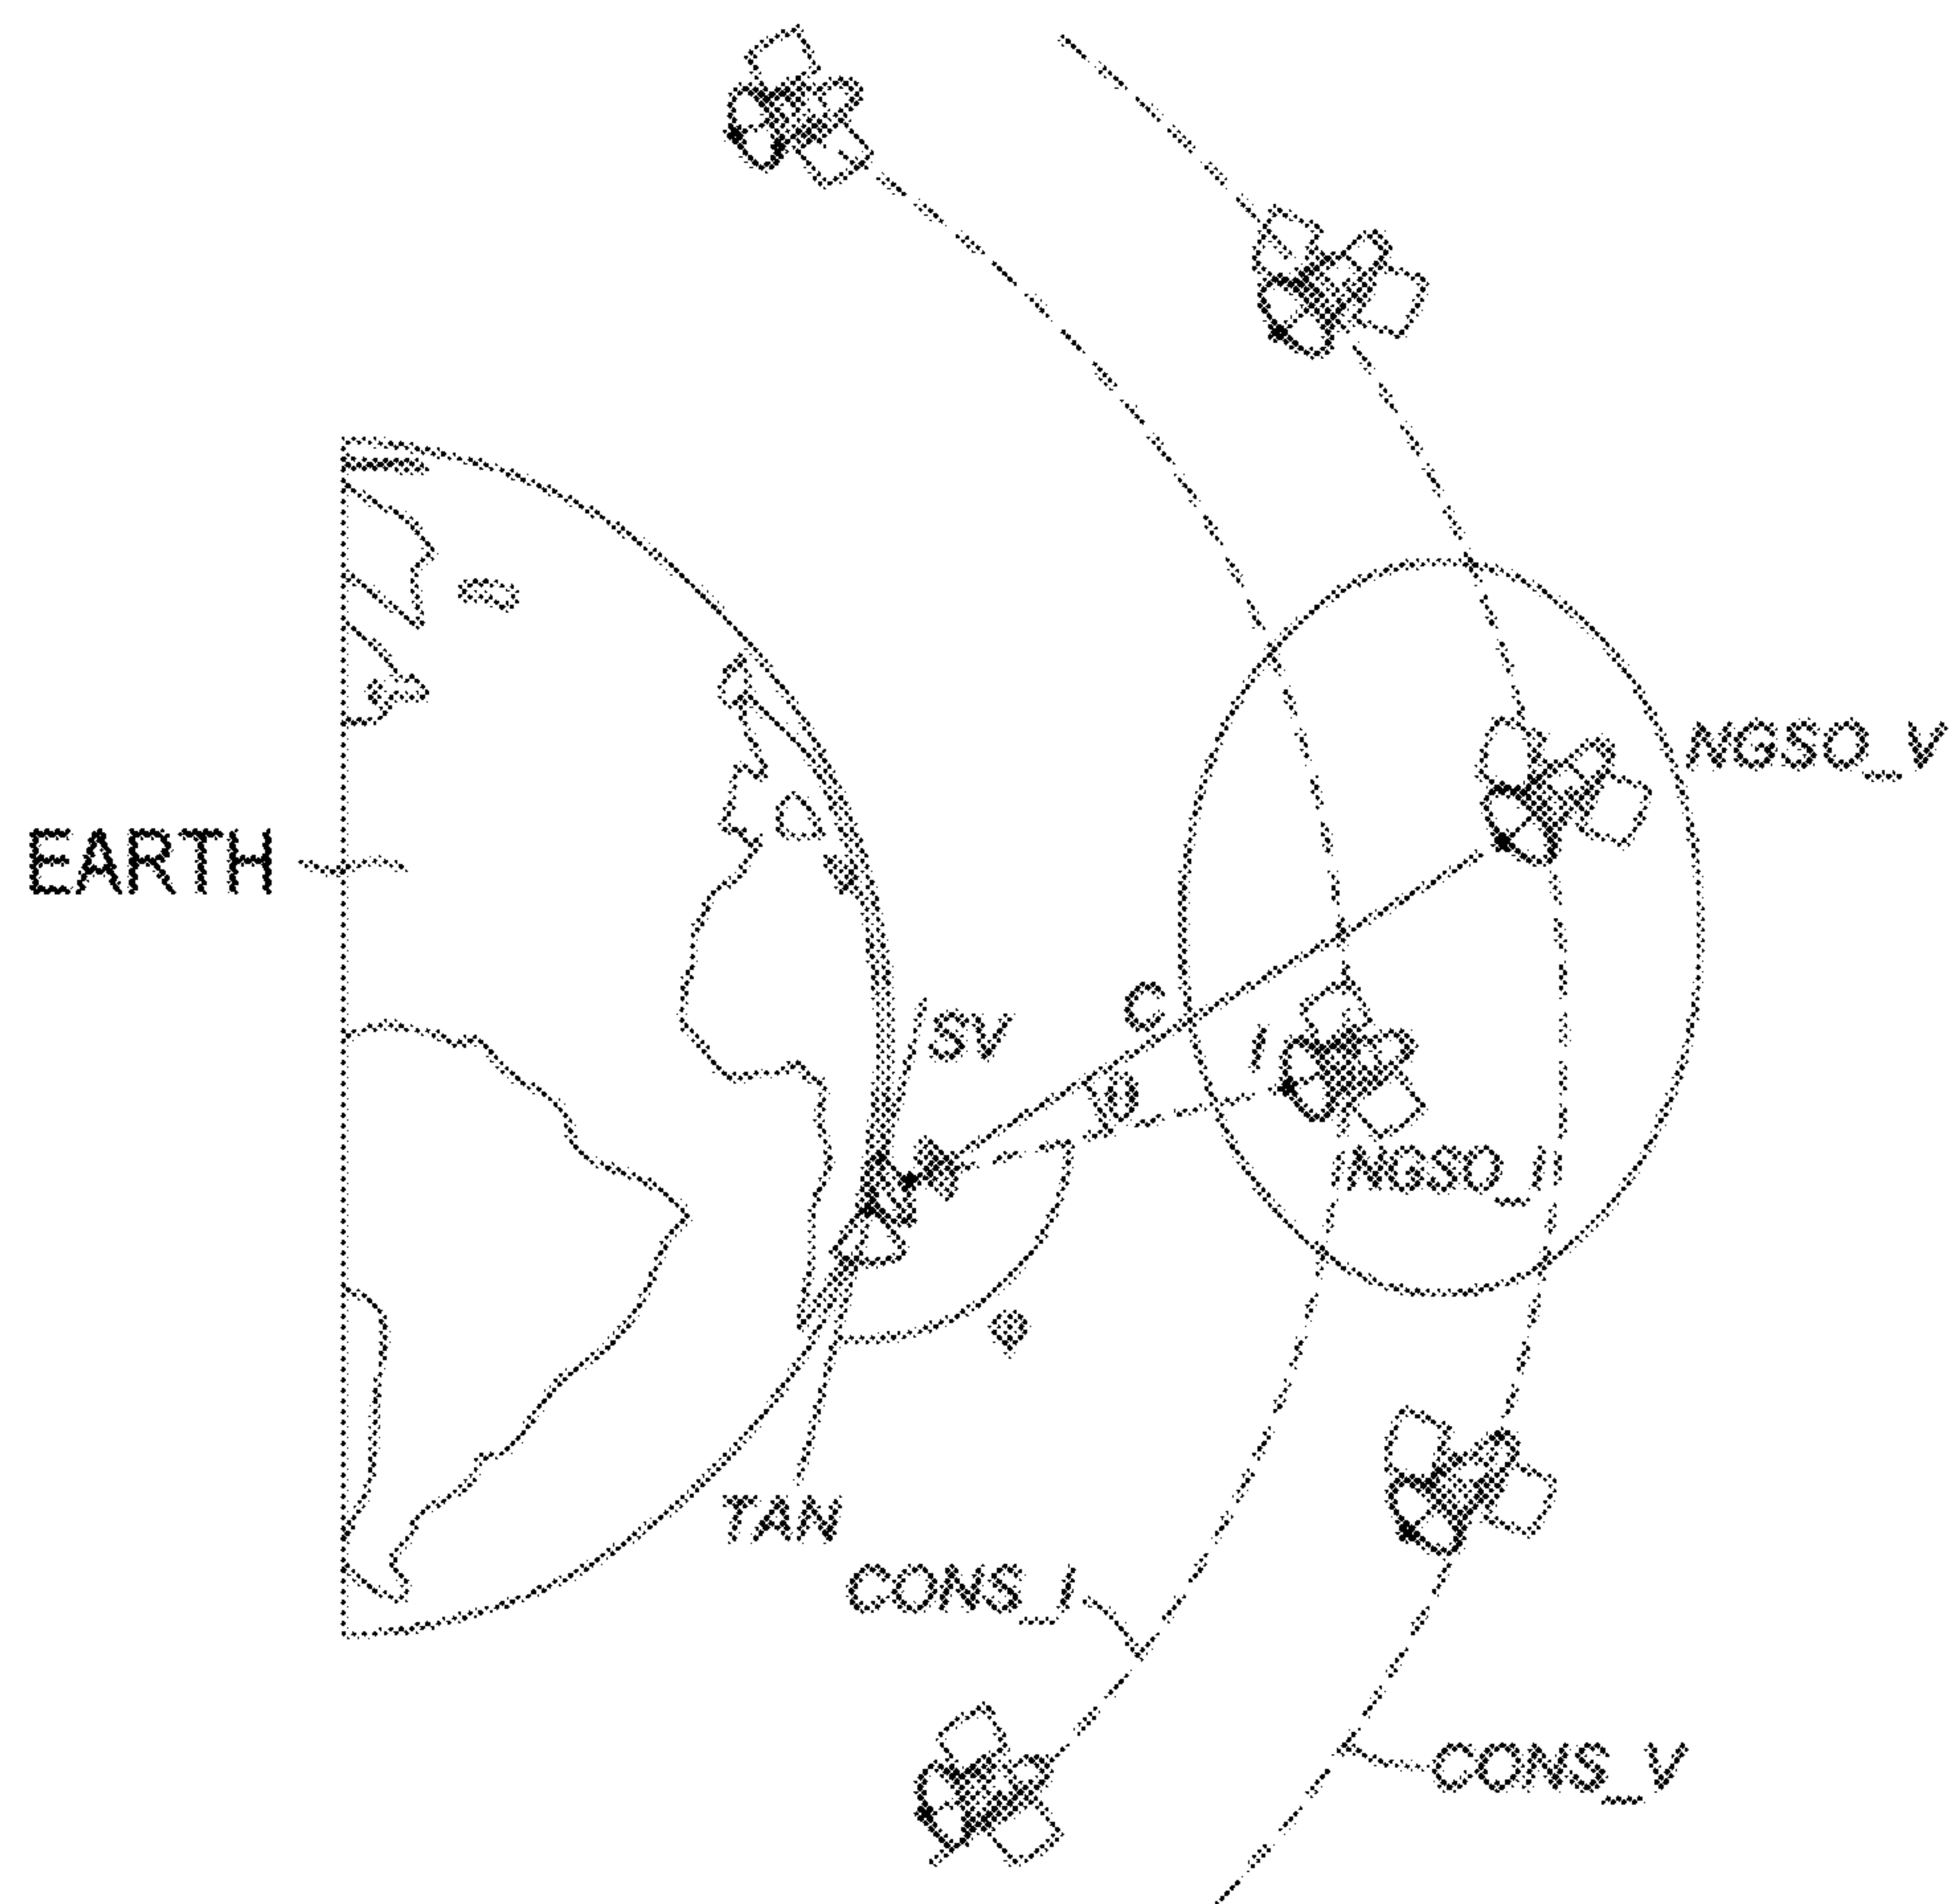 NGSO_V
EARTH
C
SV
I
θ
NGSO_I
φ
TAN
CONS_I
CONS_V